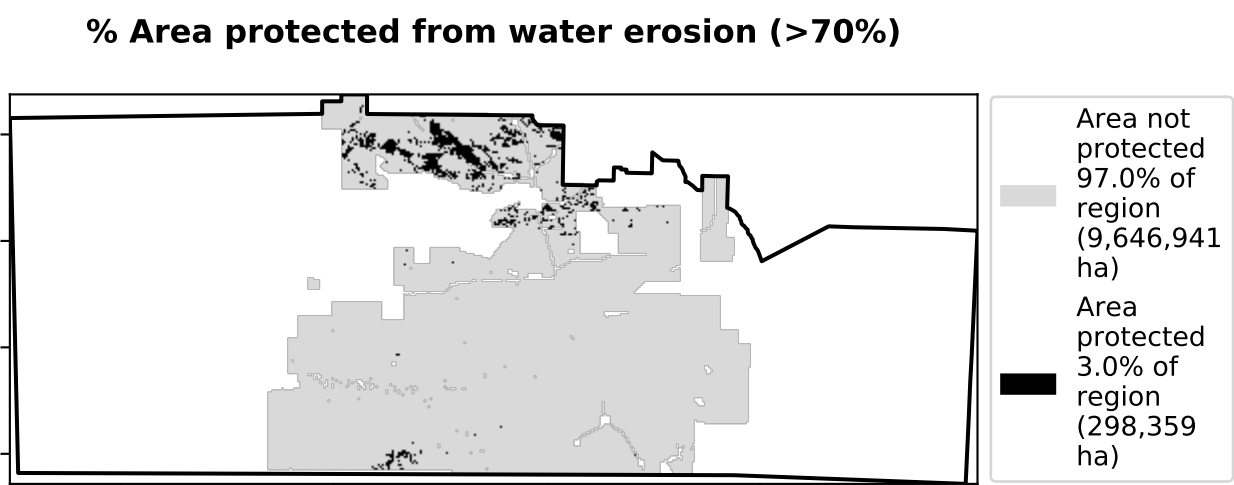 % Area protected from water erosion (>70%)
Area not
protected
97.0% of
region
(9,646,941
ha)
Area
protected
3.0% of
region
(298,359
ha)